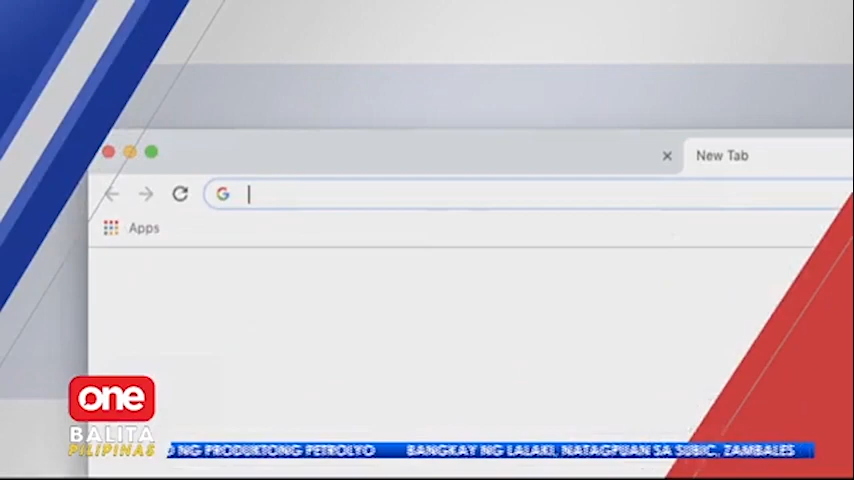 New Tab
Apps
one
BALITA
PILIPINAS
NG PRODUKTONG PETROLYO BANGKAY NG LALAKI, NATAGPUAN SA SUBIC, ZAMBALES